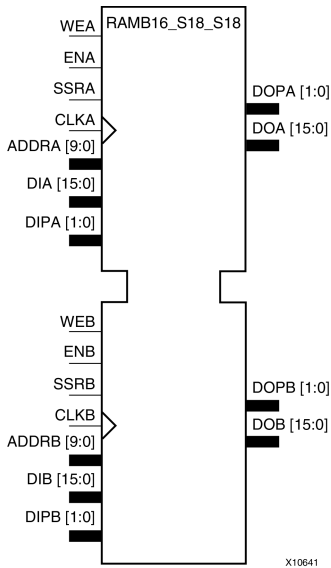 RAMB16_S18_S18
WEA
ENA
SSRA
CLKA
ADDRA [9:0]
DIA [15:0]
DIPA [1:0]
DOPA [1:0]
DOA [15:0]
WEB
ENB
SSRB
CLKB
ADDRB [9:0]
DIB [15:0]
DIPB [1:0]
DOPB [1:0]
DOB [15:0]
X10641